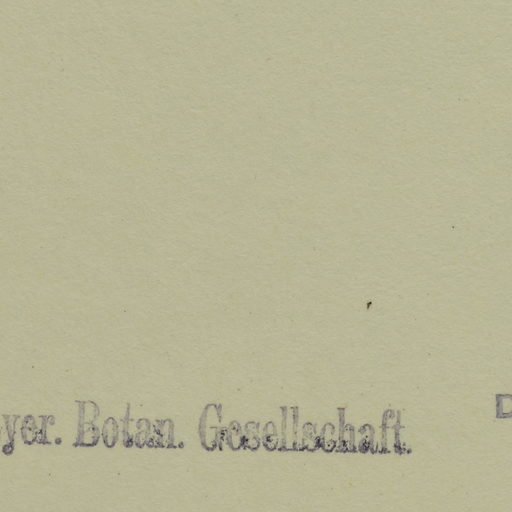 yer. Botan. Gesellschaft.
D